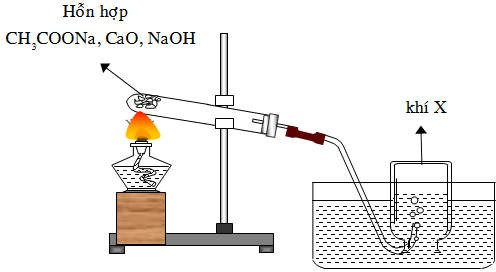 Hỗn hợp
CH₃COONa, CaO, NaOH
khí X